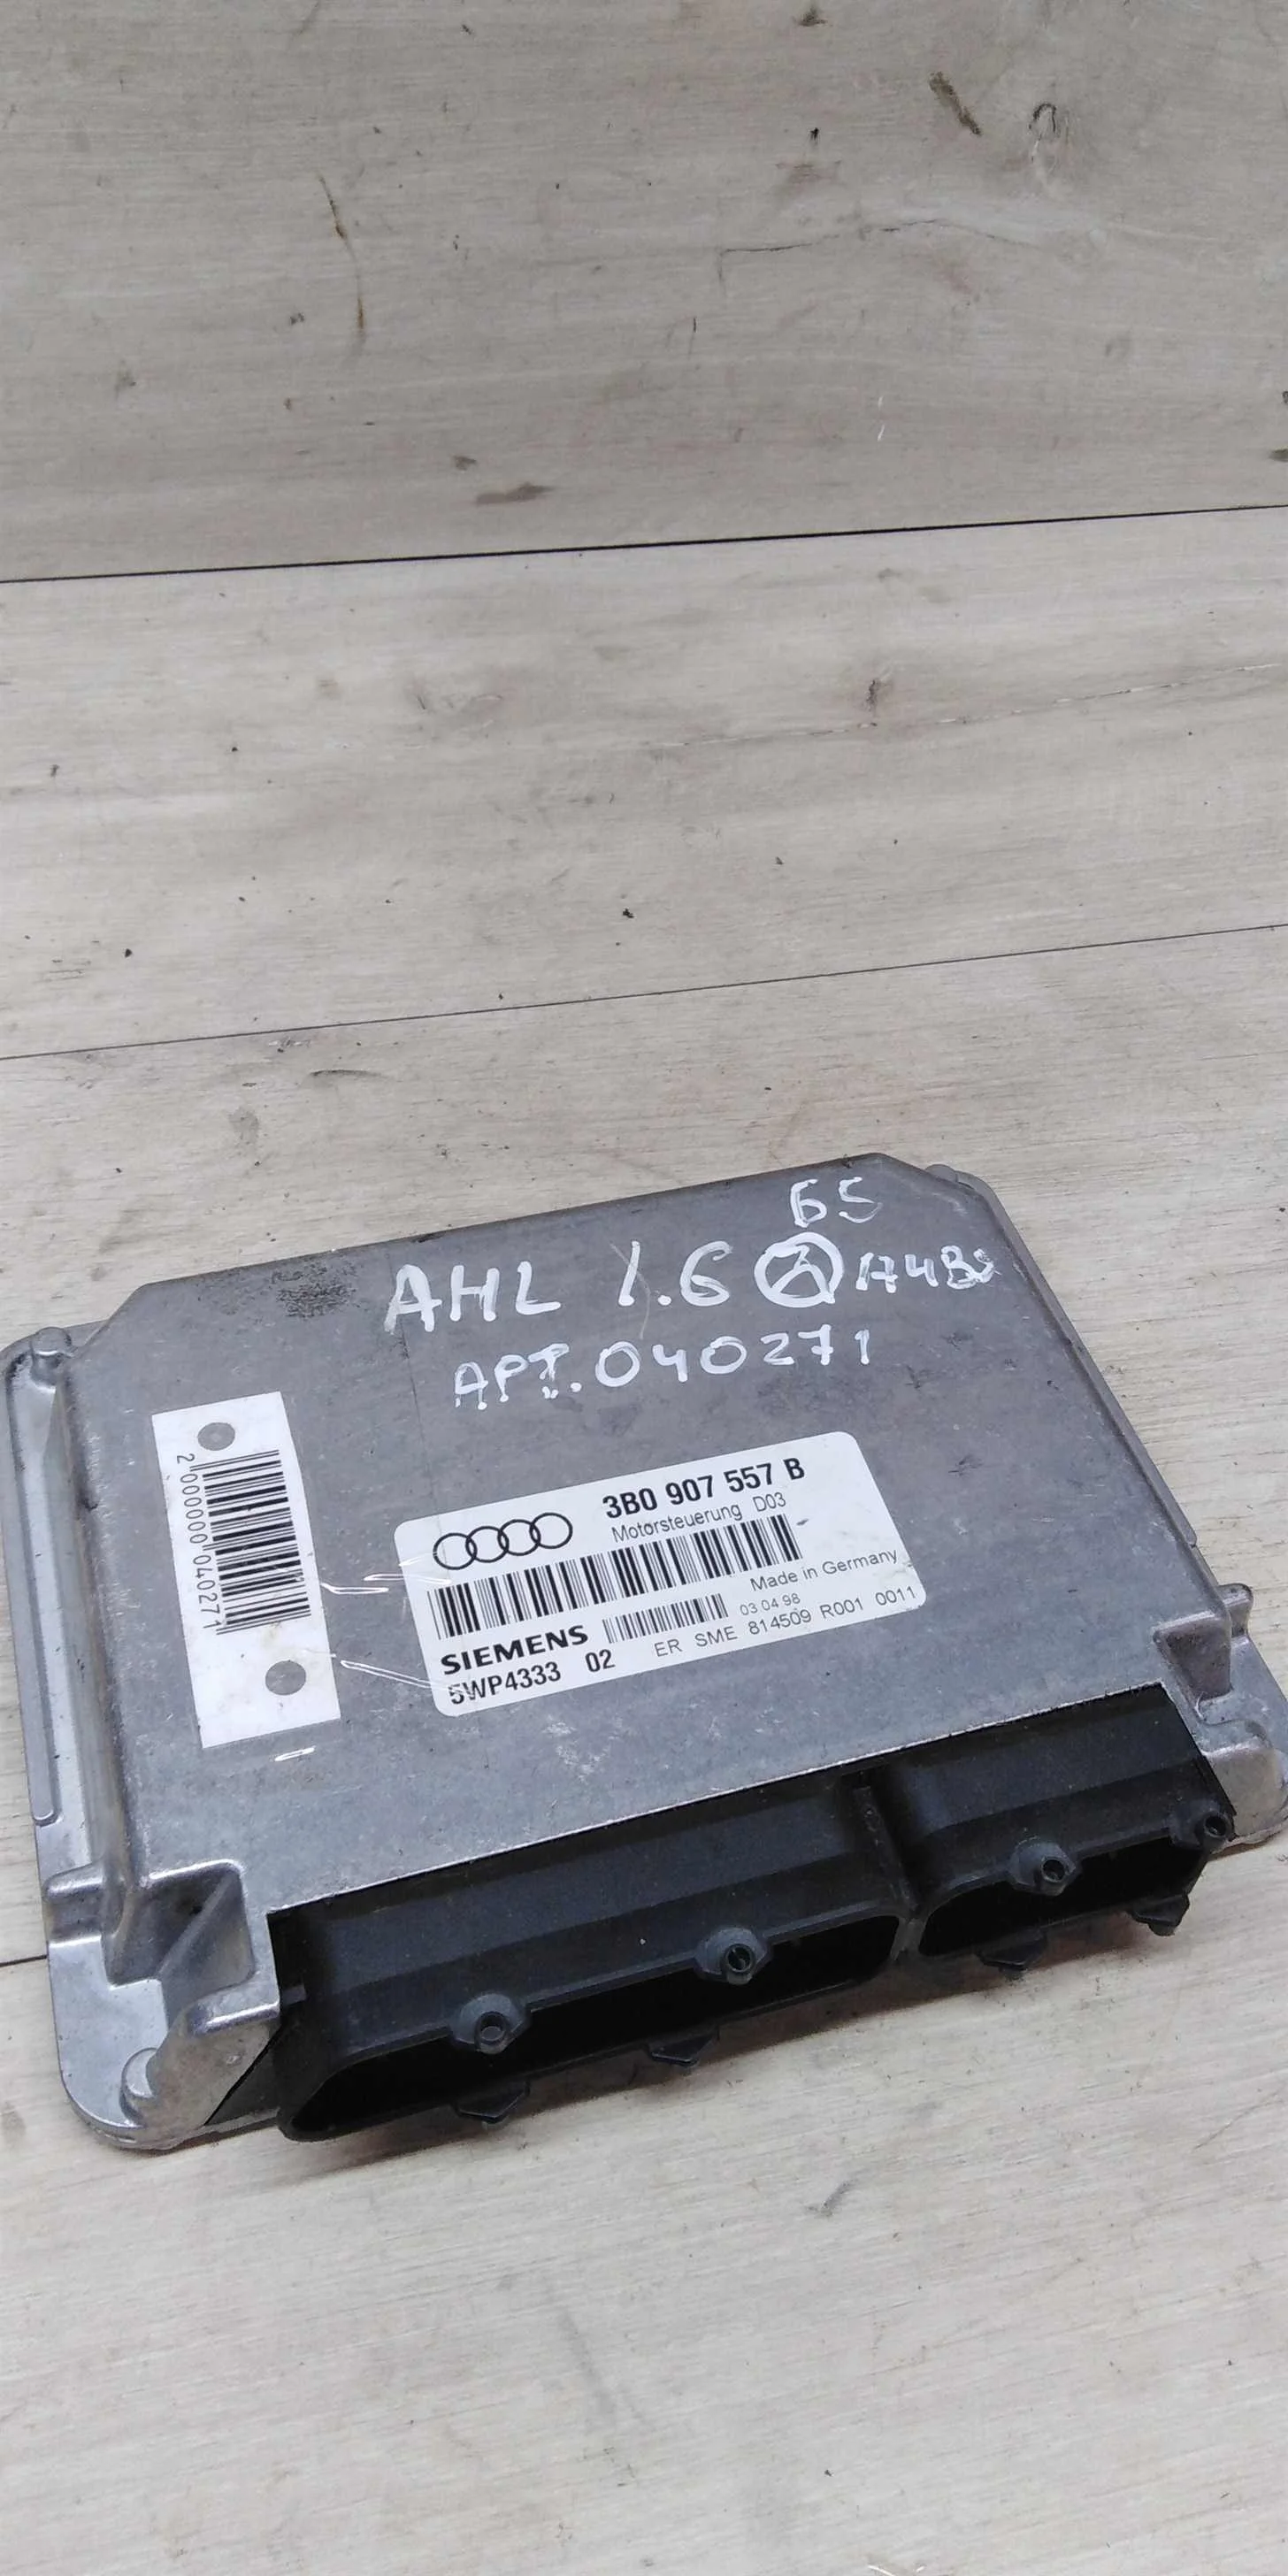 Б5
AHL 1.6
АРТ.040271
2000000040271
3B0 907 557 B
Motorsteuerung D03
Made in Germany
SIEMENS
03.04.98
5WP4333 02
ER SME 814509 R001 0011